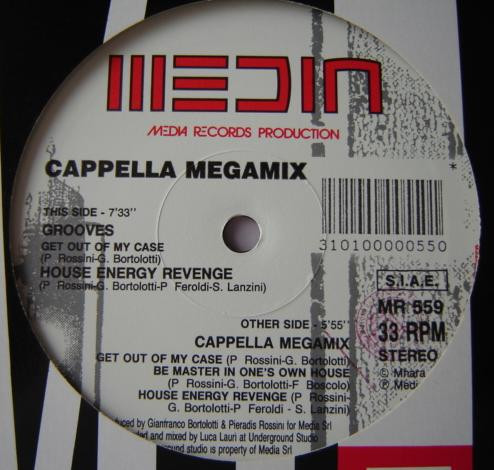 MEDIA
MEDIA RECORDS PRODUCTION
CAPPELLA MEGAMIX
*
THIS SIDE - 7'33''
GROOVES
GET OUT OF MY CASE
(P Rossini-G. Bortolotti)
HOUSE ENERGY REVENGE
(P Rossini-G. Bortolotti-P Feroldi-S. Lanzini)
310100000550
S.I.A.E.
MR 559
33 RPM
STEREO
© Mhara
℗ Medi
OTHER SIDE - 5'55''
CAPPELLA MEGAMIX
GET OUT OF MY CASE (P Rossini-G. Bortolotti)
BE MASTER IN ONE'S OWN HOUSE
(P Rossini-G. Bortolotti-F Boscolo)
HOUSE ENERGY REVENGE (P Rossini-
G. Bortolotti-P Feroldi - S. Lanzini)
duced by Gianfranco Bortolotti & Pieradis Rossini for Media Srl
and mixed by Luca Lauri at Underground Studio
ground studio is property of Media Srl